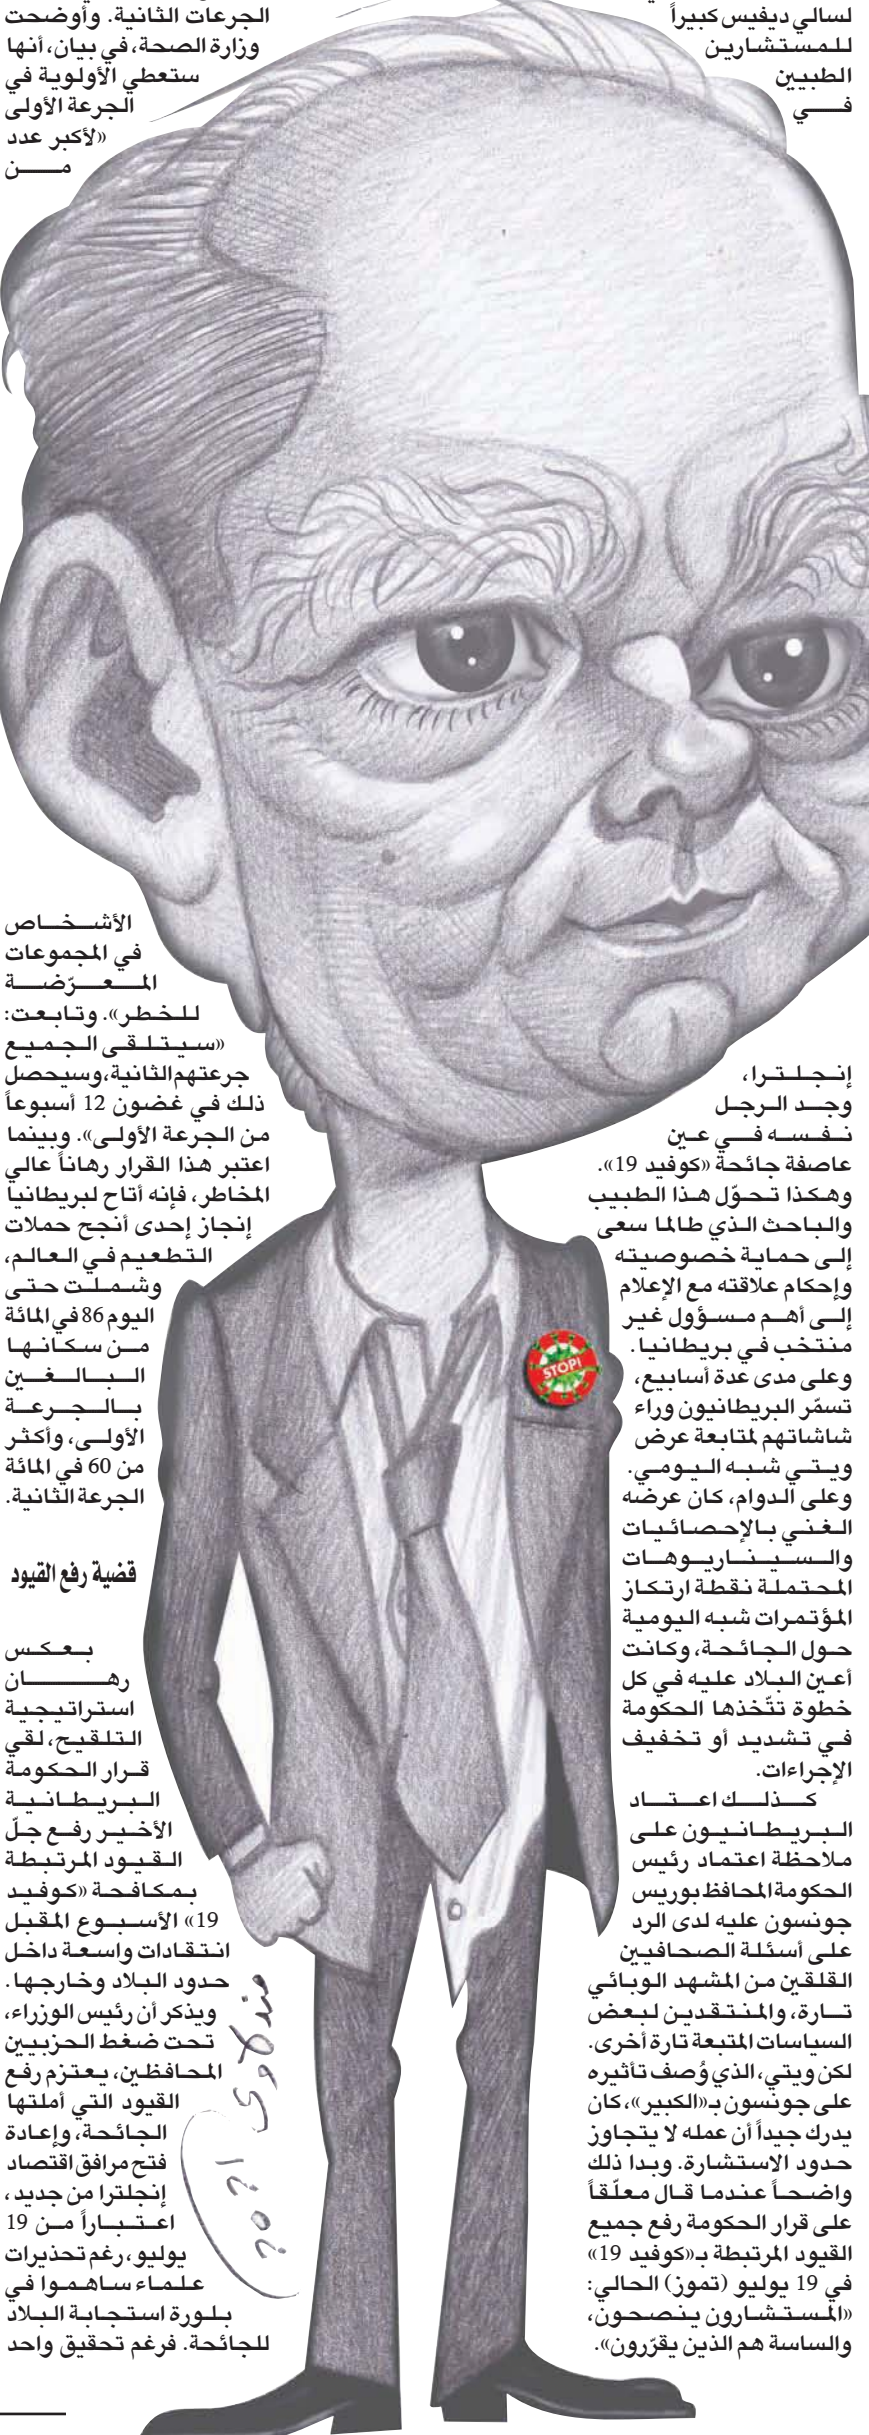 لسالي ديفيس كبيراً
للمستشارين
الطبيين
في
إنجلترا،
وجد الرجل
نفسه في عين
عاصفة جائحة «كوفيد 19».
وهكذا تحوّل هذا الطبيب
والباحث الذي طالما سعى
إلى حماية خصوصيته
وإحكام علاقته مع الإعلام
إلى أهم مسؤول غير
منتخب في بريطانيا.
وعلى مدى عدة أسابيع،
تسمّر البريطانيون وراء
شاشاتهم لمتابعة عرض
ويتي شبه اليومي.
وعلى الدوام، كان عرضه
الغني بالإحصائيات
والسيناريوهات
المحتملة نقطة ارتكاز
المؤتمرات شبه اليومية
حول الجائحة، وكانت
أعين البلاد عليه في كل
خطوة تتّخذها الحكومة
في تشديد أو تخفيف
الإجراءات.
كذلك اعتاد
البريطانيون على
ملاحظة اعتماد رئيس
الحكومة المحافظ بوريس
جونسون عليه لدى الرد
على أسئلة الصحافيين
القلقين من المشهد الوبائي
تارة، والمنتقدين لبعض
السياسات المتبعة تارة أخرى.
لكن ويتي، الذي وُصف تأثيره
على جونسون بـ«الكبير»، كان
يدرك جيداً أن عمله لا يتجاوز
حدود الاستشارة. وبدا ذلك
واضحاً عندما قال معلّقاً
على قرار الحكومة رفع جميع
القيود المرتبطة بـ«كوفيد 19»
في 19 يوليو (تموز) الحالي:
«المستشارون ينصحون،
والساسة هم الذين يقرّرون».
الجرعات الثانية. وأوضحت
وزارة الصحة، في بيان، أنها
ستعطي الأولوية في
الجرعة الأولى
«لأكبر عدد
من
الأشخاص
في المجموعات
المعرّضة
للخطر». وتابعت:
«سيتلقى الجميع
جرعتهم الثانية، وسيحصل
ذلك في غضون 12 أسبوعاً
من الجرعة الأولى». وبينما
اعتبر هذا القرار رهاناً عالي
المخاطر، فإنه أتاح لبريطانيا
إنجاز إحدى أنجح حملات
التطعيم في العالم،
وشملت حتى
اليوم 86 في المائة
من سكانها
البالغين
بالجرعة
الأولى، وأكثر
من 60 في المائة
الجرعة الثانية.
قضية رفع القيود
بعكس
رهان
استراتيجية
التلقيح، لقي
قرار الحكومة
البريطانية
الأخير رفع جلّ
القيود المرتبطة
بمكافحة «كوفيد
19» الأسبوع المقبل
انتقادات واسعة داخل
حدود البلاد وخارجها.
ويذكر أن رئيس الوزراء،
تحت ضغط الحزبيين
المحافظين، يعتزم رفع
القيود التي أملتها
الجائحة، وإعادة
فتح مرافق اقتصاد
إنجلترا من جديد،
اعتباراً من 19
يوليو، رغم تحذيرات
علماء ساهموا في
بلورة استجابة البلاد
للجائحة. فرغم تحقيق واحد
STOP!